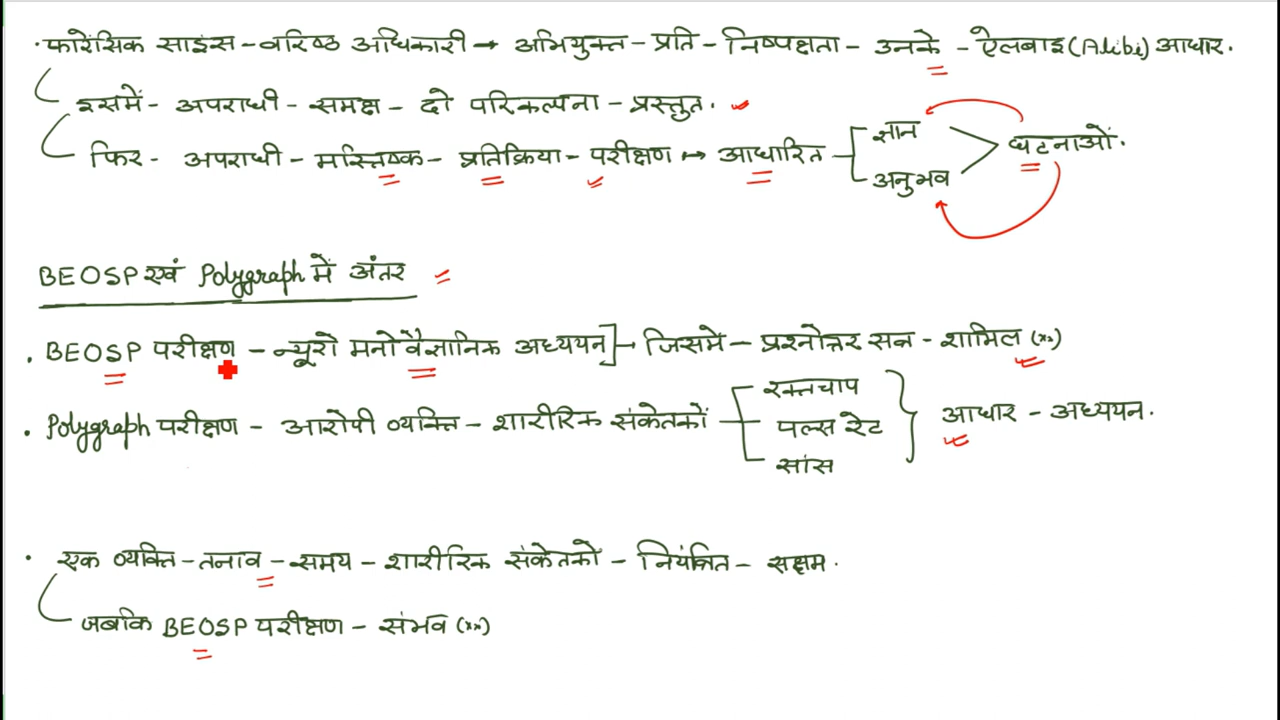 ·फारेंसिक साइंस - वरिष्ठ अधिकारी → अभियुक्त - प्रति - निष्पक्षता - उनके - ऐलबाइ (Alibi) आधार.
इसमें - अपराधी - समक्ष - दो परिकल्पना - प्रस्तुत.
फिर - अपराधी - मस्तिष्क - प्रतिक्रिया - परीक्षण → आधारित ज्ञान अनुभव घटनाओं.
BEOSP एवं Polygraph में अंतर
. BEOSP परीक्षण - न्यूरो मनोवैज्ञानिक अध्ययन] → जिसमे - प्रश्नोत्तर सत्र - शामिल (xx)
. Polygraph परीक्षण - आरोपी व्यक्ति - शारीरिक संकेतकों रक्तचाप पल्स रेट सांस आधार - अध्ययन.
· एक व्यक्ति - तनाव - समय - शारीरिक संकेतको - नियंत्रित - सक्षम.
जबकि BEOSP परीक्षण - संभव (xx)